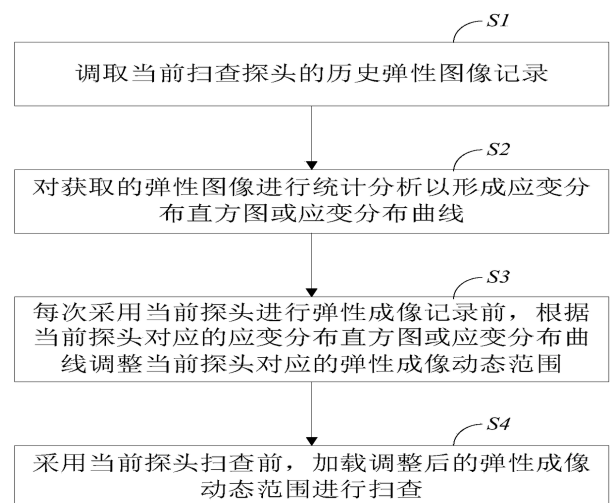 S1
调取当前扫查探头的历史弹性图像记录
S2
对获取的弹性图像进行统计分析以形成应变分
布直方图或应变分布曲线
S3
每次采用当前探头进行弹性成像记录前，根据
当前探头对应的应变分布直方图或应变分布曲
线调整当前探头对应的弹性成像动态范围
S4
采用当前探头扫查前，加载调整后的弹性成像
动态范围进行扫查